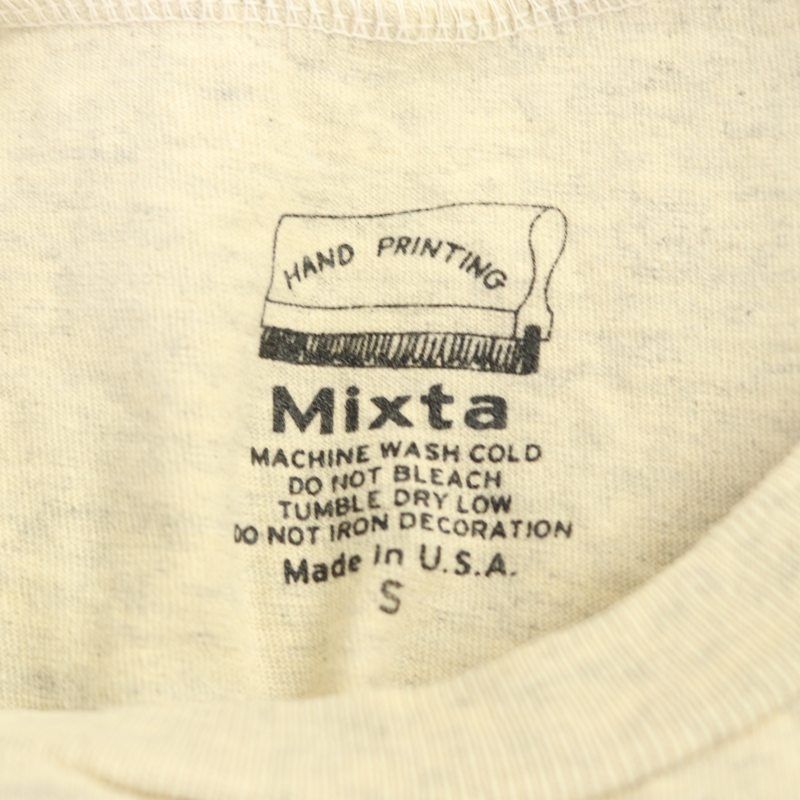 HAND PRINTING
Mixta
MACHINE WASH COLD
DO NOT BLEACH
TUMBLE DRY LOW
DO NOT IRON DECORATION
Made in U.S.A.
S